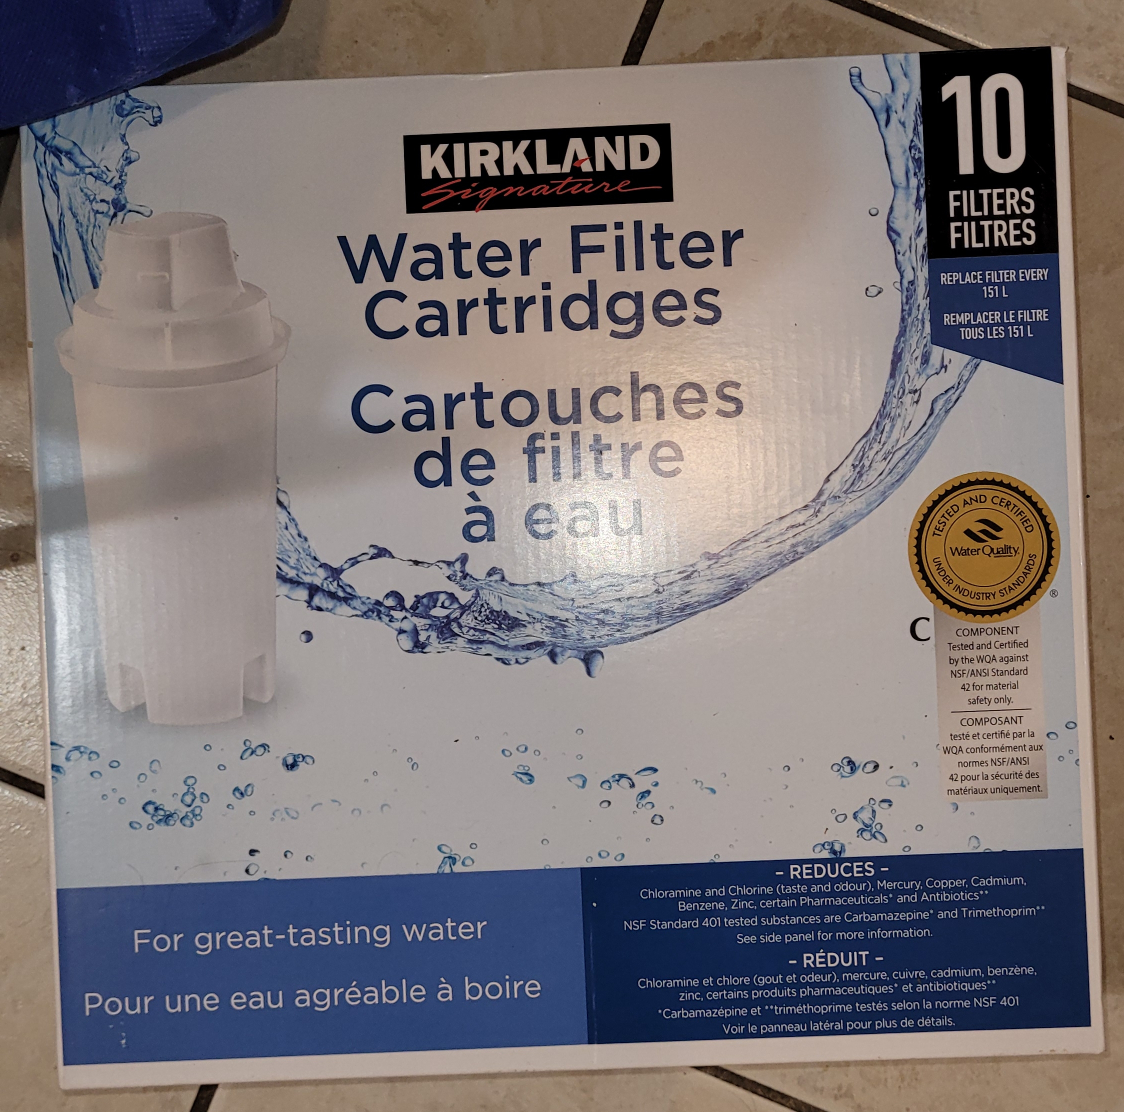 KIRKLAND
Signature
Water Filter
Cartridges
Cartouches
de filtre
à eau
10
FILTERS
FILTRES
REPLACE FILTER EVERY
151 L
REMPLACER LE FILTRE
TOUS LES 151 L
TESTED AND CERTIFIED
Water Quality
UNDER INDUSTRY STANDARDS
®
C
COMPONENT
Tested and Certified
by the WQA against
NSF/ANSI Standard
42 for material
safety only.
COMPOSANT
testé et certifié par la
WQA conformément aux
normes NSF/ANSI
42 pour la sécurité des
matériaux uniquement.
For great-tasting water
Pour une eau agréable à boire
– REDUCES –
Chloramine and Chlorine (taste and odour), Mercury, Copper, Cadmium,
Benzene, Zinc, certain Pharmaceuticals* and Antibiotics**
NSF Standard 401 tested substances are Carbamazepine* and Trimethoprim**
See side panel for more information.
– RÉDUIT –
Chloramine et chlore (gout et odeur), mercure, cuivre, cadmium, benzène,
zinc, certains produits pharmaceutiques* et antibiotiques**
*Carbamazépine et **triméthoprime testés selon la norme NSF 401
Voir le panneau latéral pour plus de détails.